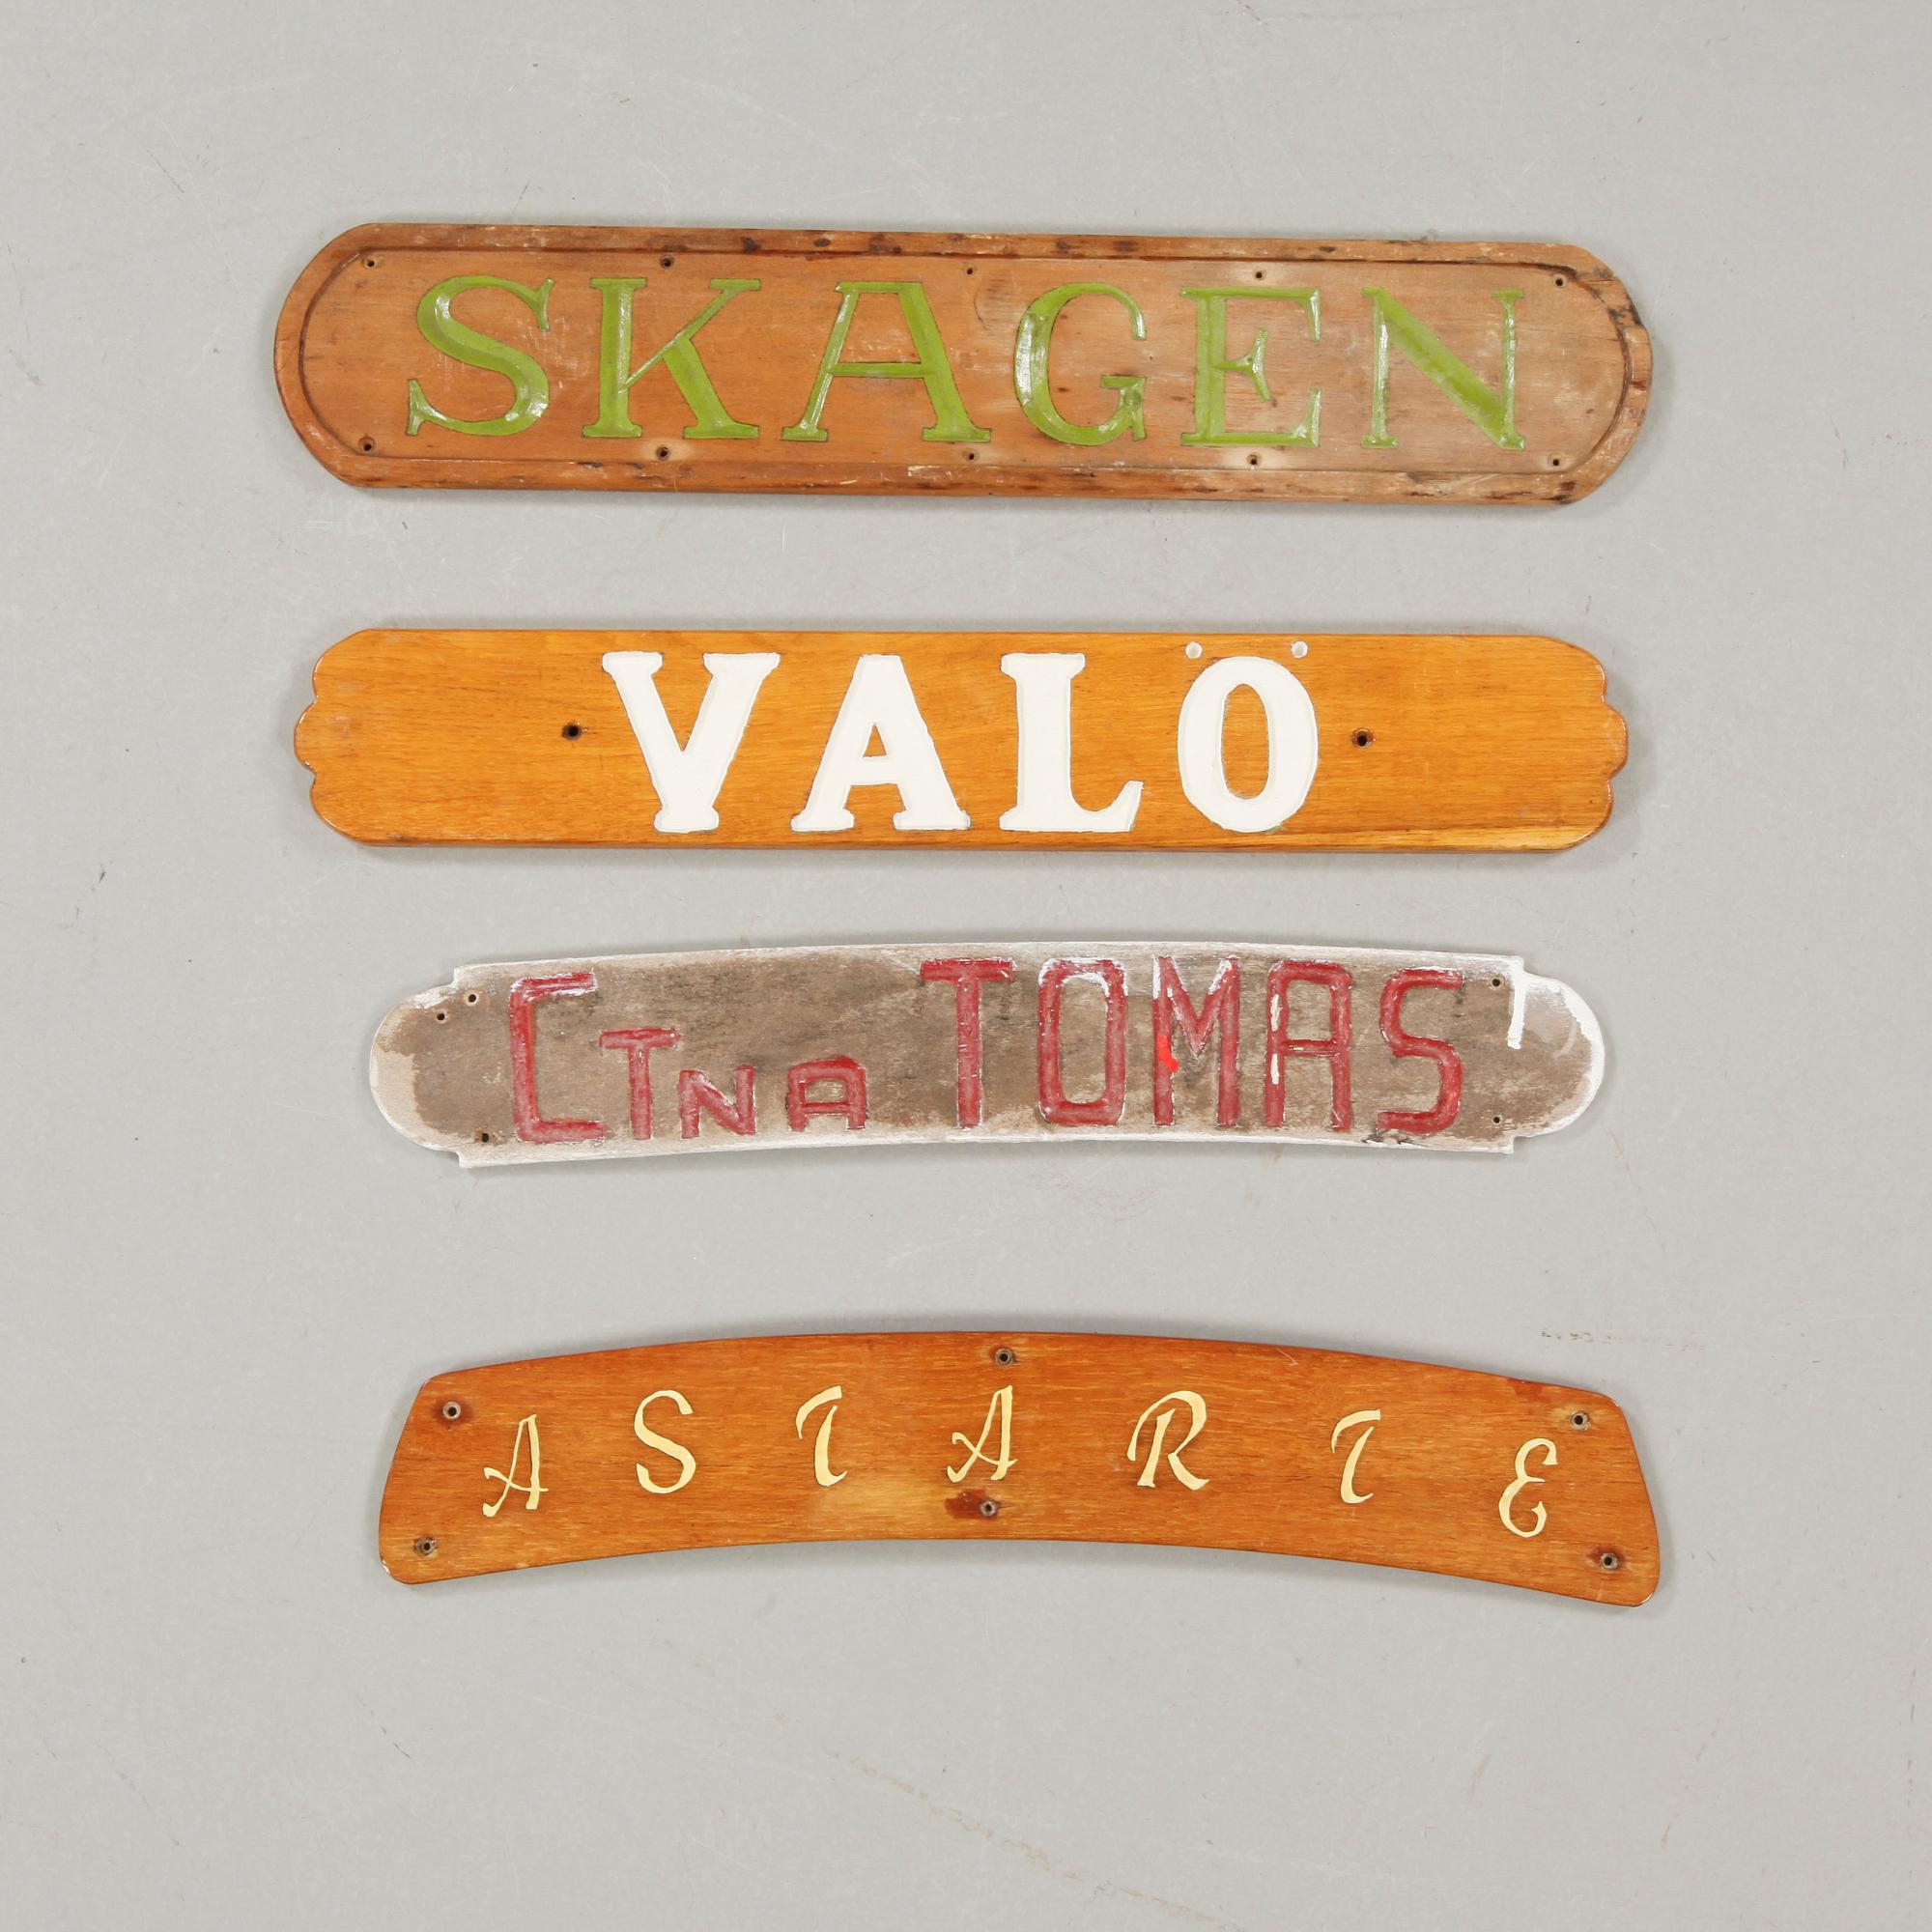 SKAGEN
VALÖ
CTNA TOMAS
ASTARTE